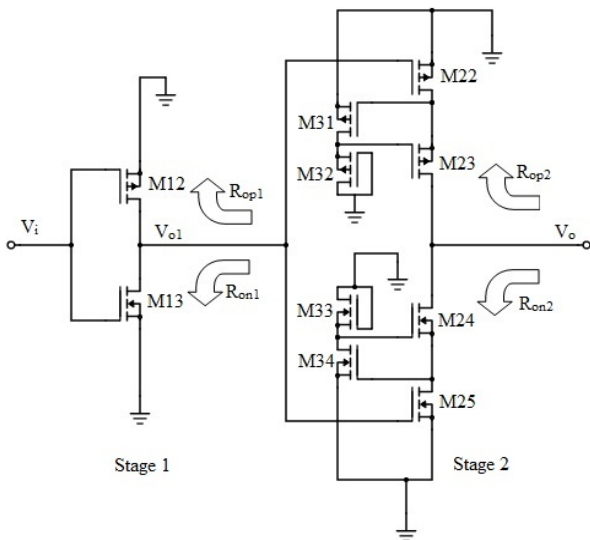 M22
M31
M12
Rop1
M32
M23
Rop2
Vi
Vo1
Vo
M13
Ron1
M33
M24
Ron2
M34
M25
Stage 1
Stage 2